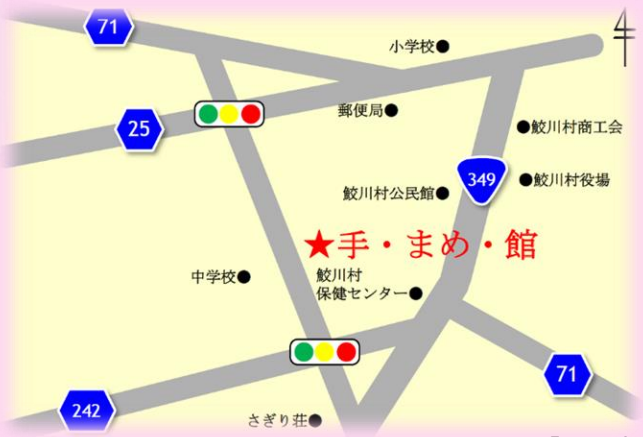 71
小学校
25
郵便局
鮫川村商工会
349
鮫川村役場
鮫川村公民館
★手・まめ・館
中学校
鮫川村
保健センター
71
242
さぎり荘